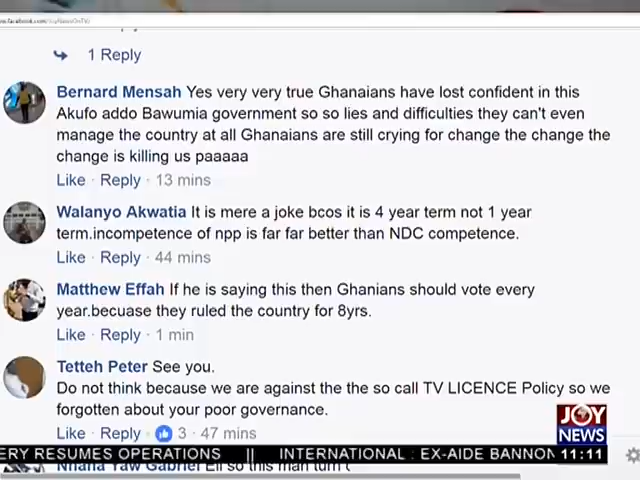 1 Reply
Bernard Mensah Yes very very true Ghanaians have lost confident in this
Akufo addo Bawumia government so so lies and difficulties they can't even
manage the country at all Ghanaians are still crying for change the change the
change is killing us paaaaa
Like · Reply · 13 mins
Walanyo Akwatia It is mere a joke bcos it is 4 year term not 1 year
term.incompetence of npp is far far better than NDC competence.
Like · Reply · 44 mins
Matthew Effah If he is saying this then Ghanians should vote every
year.becuase they ruled the country for 8yrs.
Like · Reply · 1 min
Tetteh Peter See you.
Do not think because we are against the the so call TV LICENCE Policy so we
forgotten about your poor governance.
Like · Reply · 3 · 47 mins
JOY
NEWS
ERY RESUMES OPERATIONS || INTERNATIONAL : EX-AIDE BANNON 11:11
Yaw Gabriel so this man turn